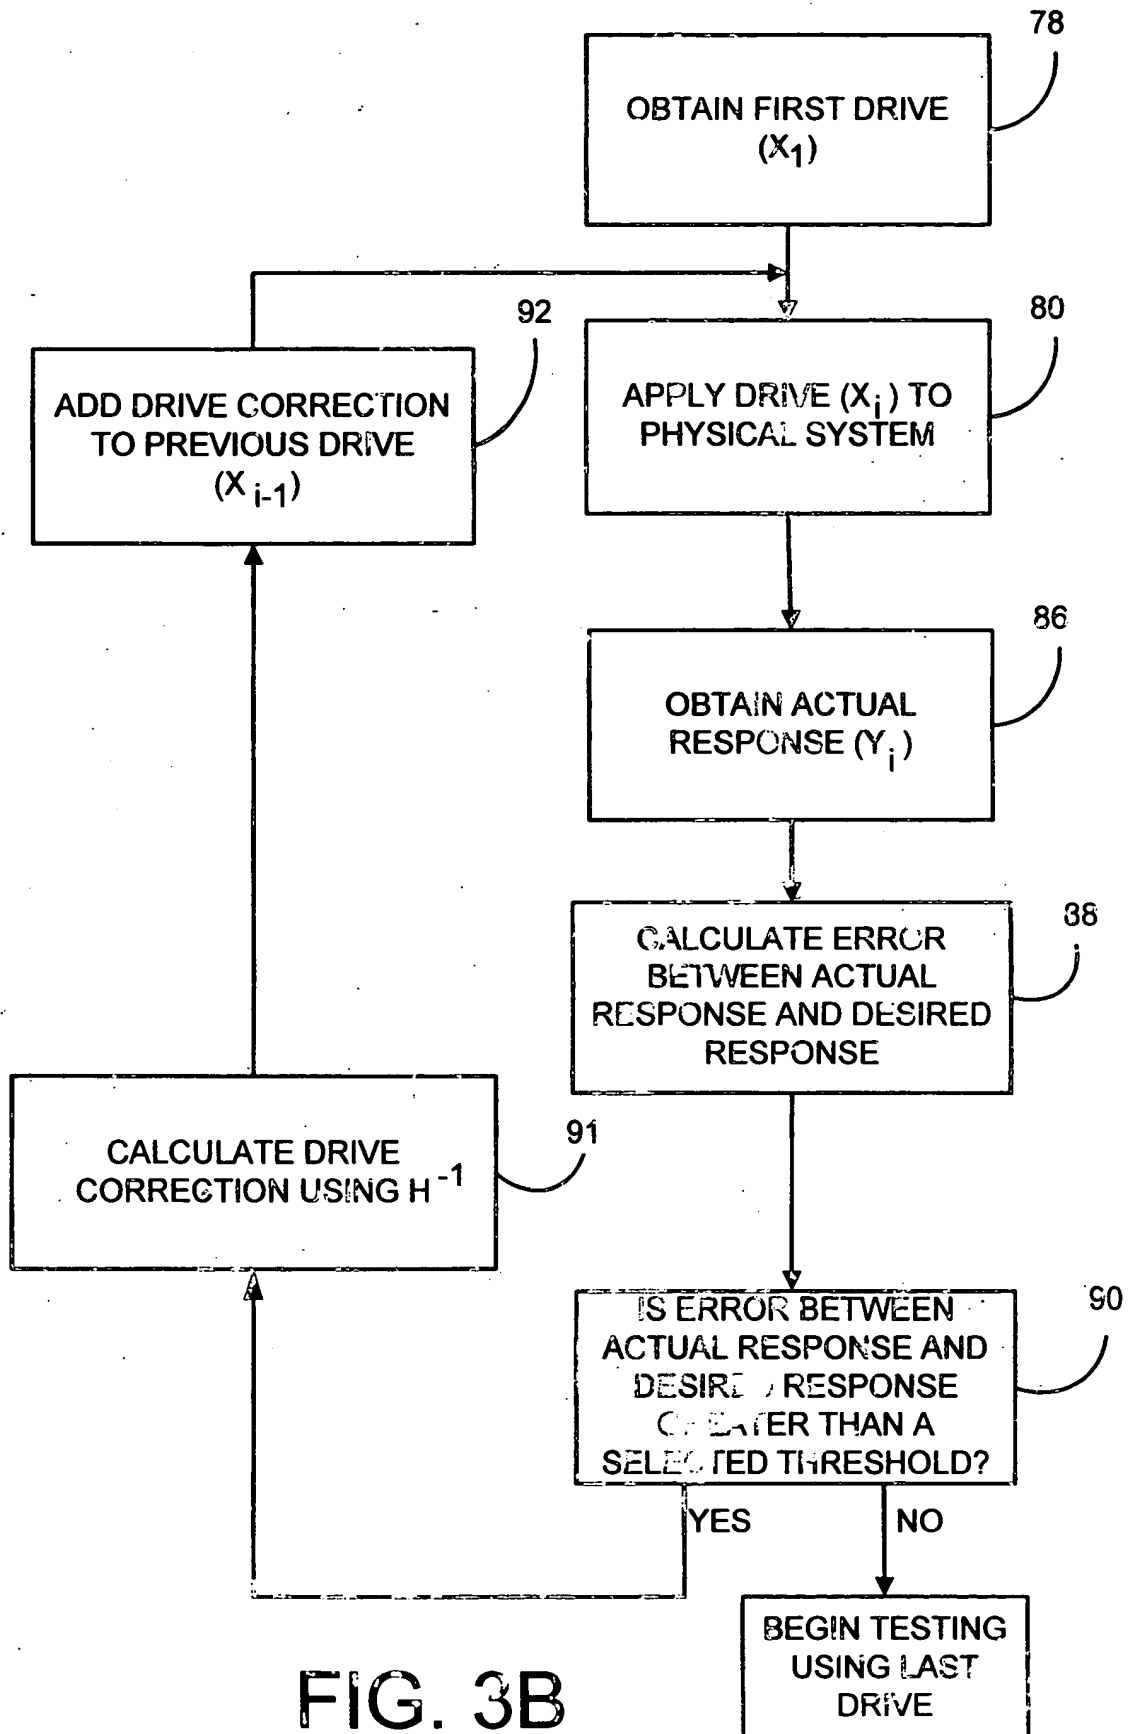 78
OBTAIN FIRST DRIVE
(X1)
92
80
ADD DRIVE CORRECTION
TO PREVIOUS DRIVE
(X i-1)
APPLY DRIVE (Xi) TO
PHYSICAL SYSTEM
86
OBTAIN ACTUAL
RESPONSE (Yi)
88
CALCULATE ERROR
BETWEEN ACTUAL
RESPONSE AND DESIRED
RESPONSE
91
CALCULATE DRIVE
CORRECTION USING H-1
90
IS ERROR BETWEEN
ACTUAL RESPONSE AND
DESIRED RESPONSE
GREATER THAN A
SELECTED THRESHOLD?
YES
NO
BEGIN TESTING
USING LAST
DRIVE
FIG. 3B